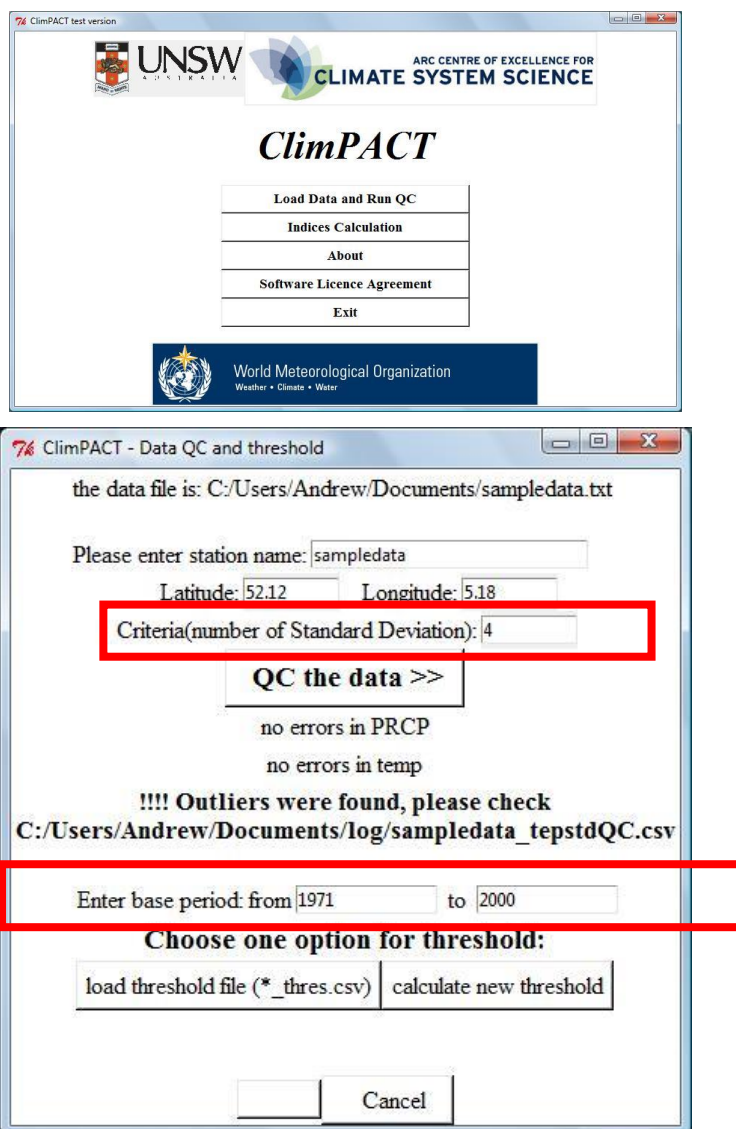 ClimPACT test version
UNSW
AUSTRALIA
ARC CENTRE OF EXCELLENCE FOR
CLIMATE SYSTEM SCIENCE
ClimPACT
Load Data and Run QC
Indices Calculation
About
Software Licence Agreement
Exit
World Meteorological Organization
Weather • Climate • Water
ClimPACT - Data QC and threshold
the data file is: C:/Users/Andrew/Documents/sampledata.txt
Please enter station name: sampledata
Latitude: 52.12 Longitude: 5.18
Criteria(number of Standard Deviation): 4
QC the data >>
no errors in PRCP
no errors in temp
!!!! Outliers were found, please check
C:/Users/Andrew/Documents/log/sampledata_tepstdQC.csv
Enter base period: from 1971 to 2000
Choose one option for threshold:
load threshold file (*_thres.csv) calculate new threshold
Cancel